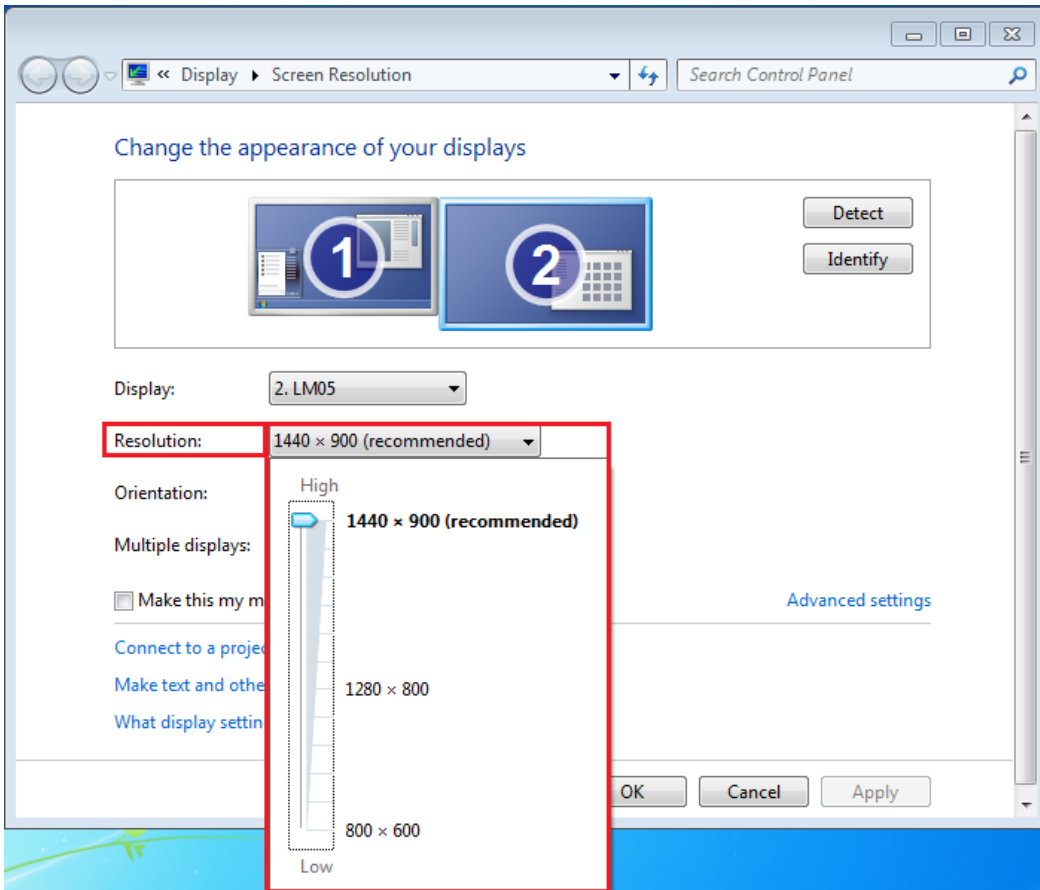 « Display ▸ Screen Resolution
Search Control Panel
Change the appearance of your displays
1
2
Detect
Identify
Display:
2. LM05
Resolution:
1440 × 900 (recommended)
Orientation:
High
1440 × 900 (recommended)
Multiple displays:
Make this my m
Advanced settings
Connect to a projec
1280 × 800
Make text and othe
What display settin
OK
Cancel
Apply
800 × 600
Low